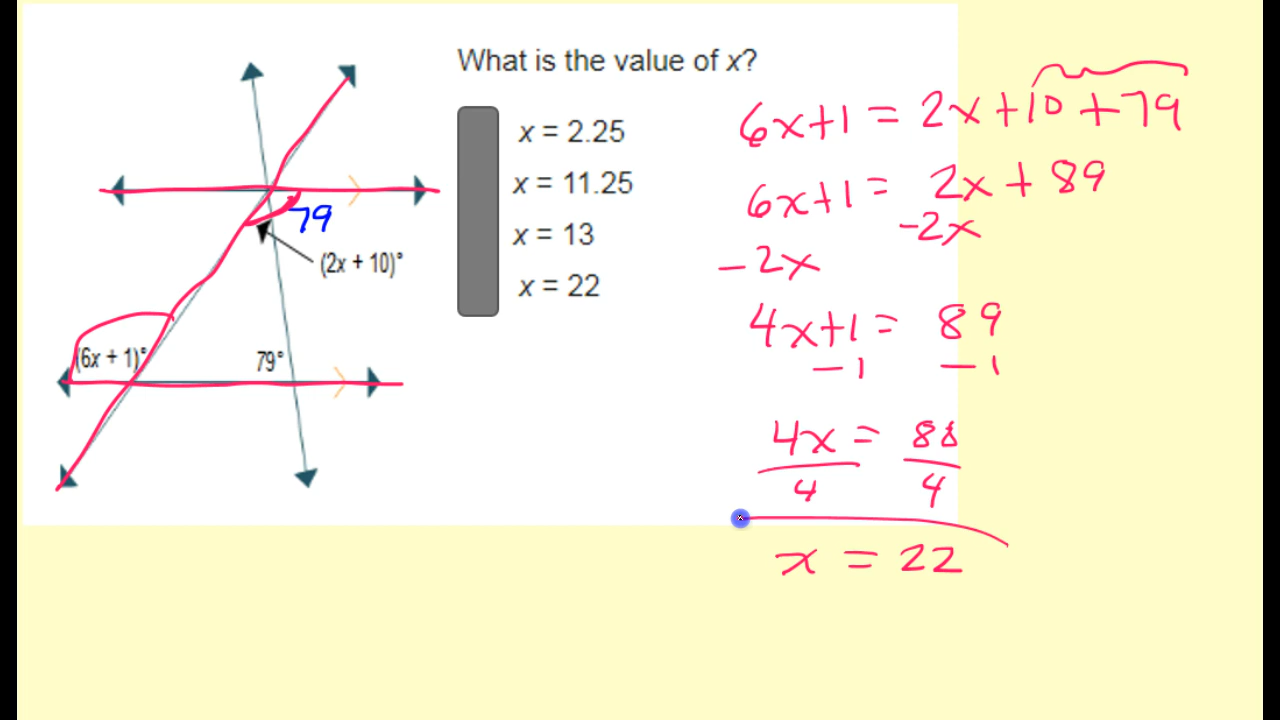 What is the value of x?
x = 2.25
x = 11.25
x = 13
x = 22
79
(2x + 10)°
(6x + 1)°
79°
6x+1 = 2x+10 +79
6x+1 = 2x + 89
-2x
-2x
4x+1 = 89
-1 -1
4x = 88
4 4
x = 22